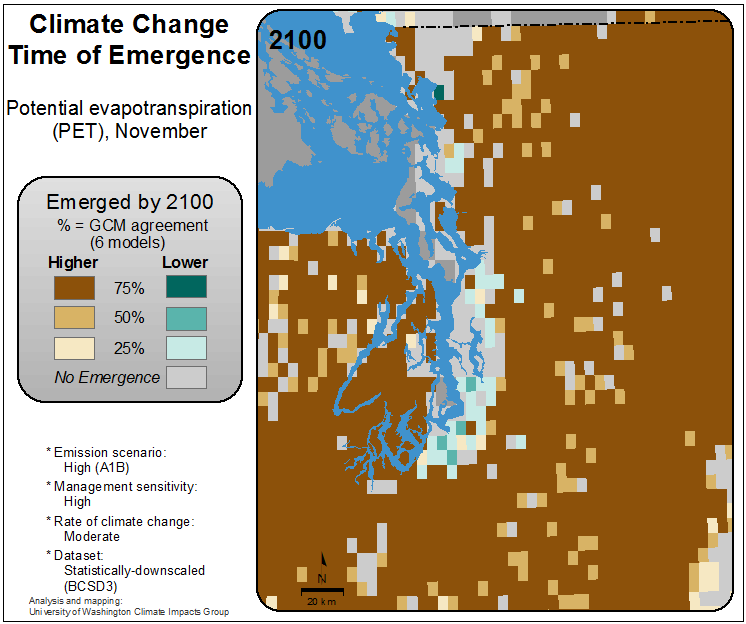 Climate Change
Time of Emergence
Potential evapotranspiration
(PET), November
Emerged by 2100
% = GCM agreement
(6 models)
Higher Lower
75%
50%
25%
No Emergence
* Emission scenario:
High (A1B)
* Management sensitivity:
High
* Rate of climate change:
Moderate
* Dataset:
Statistically-downscaled
(BCSD3)
Analysis and mapping:
University of Washington Climate Impacts Group
2100
N
20 km